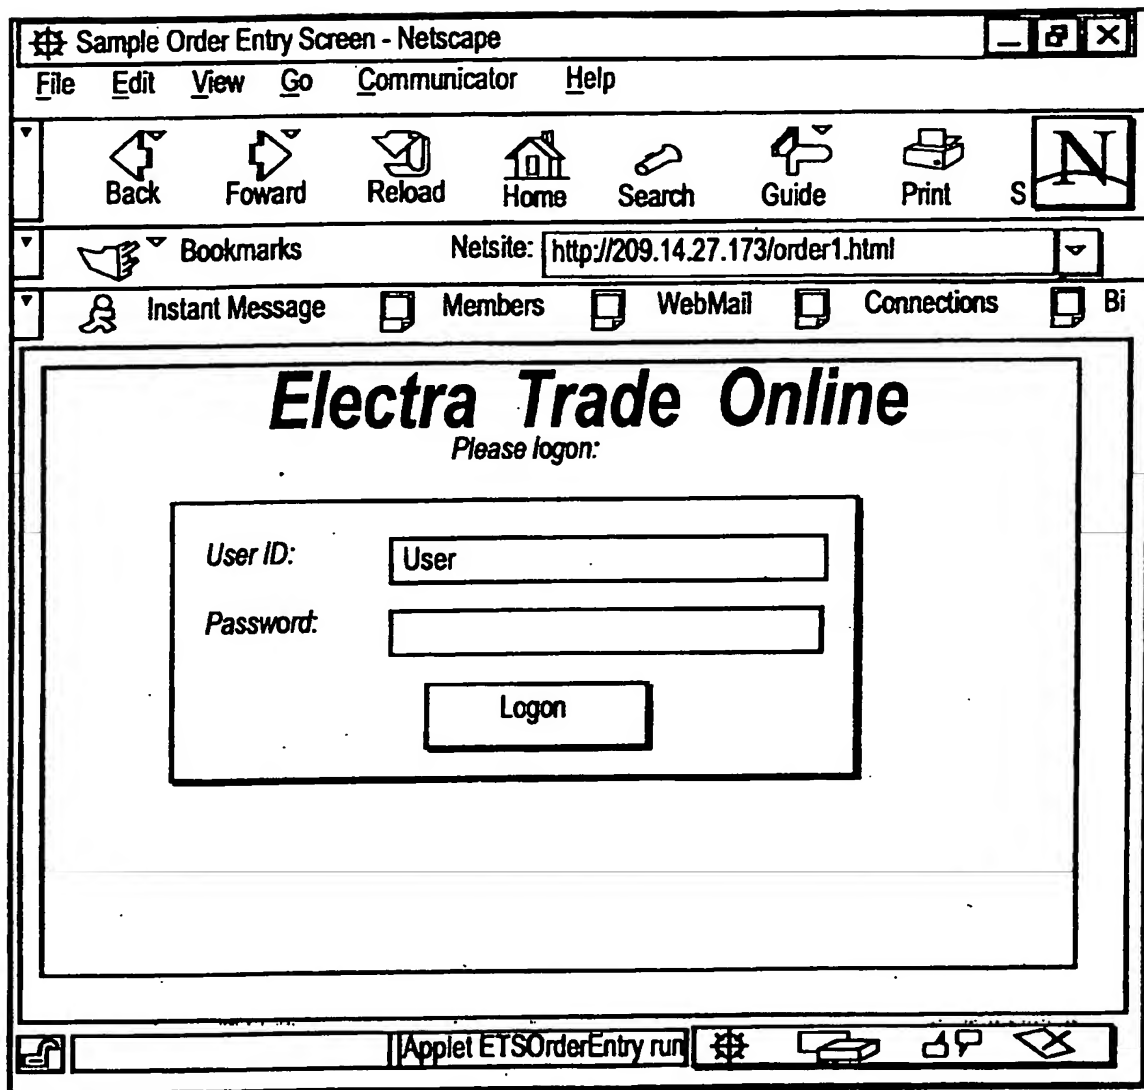 Sample Order Entry Screen - Netscape
File Edit View Go Communicator Help
Back Foward Reload Home Search Guide Print S N
Bookmarks Netsite: http://209.14.27.173/order1.html
Instant Message Members WebMail Connections Bi
Electra Trade Online
Please logon:
User ID: User
Password:
Logon
Applet ETSOrderEntry run